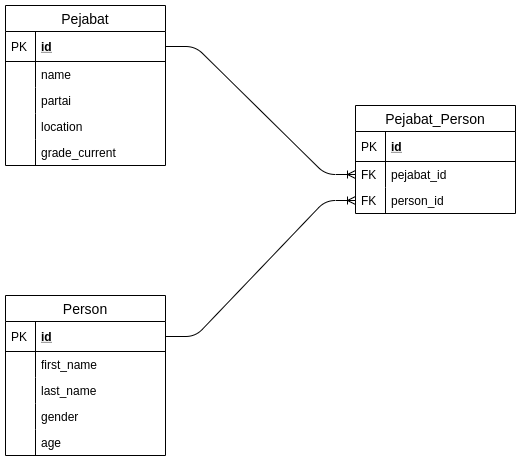 Pejabat
PK id
name
partai
location
grade_current
Pejabat_Person
PK id
FK pejabat_id
FK person_id
Person
PK id
first_name
last_name
gender
age